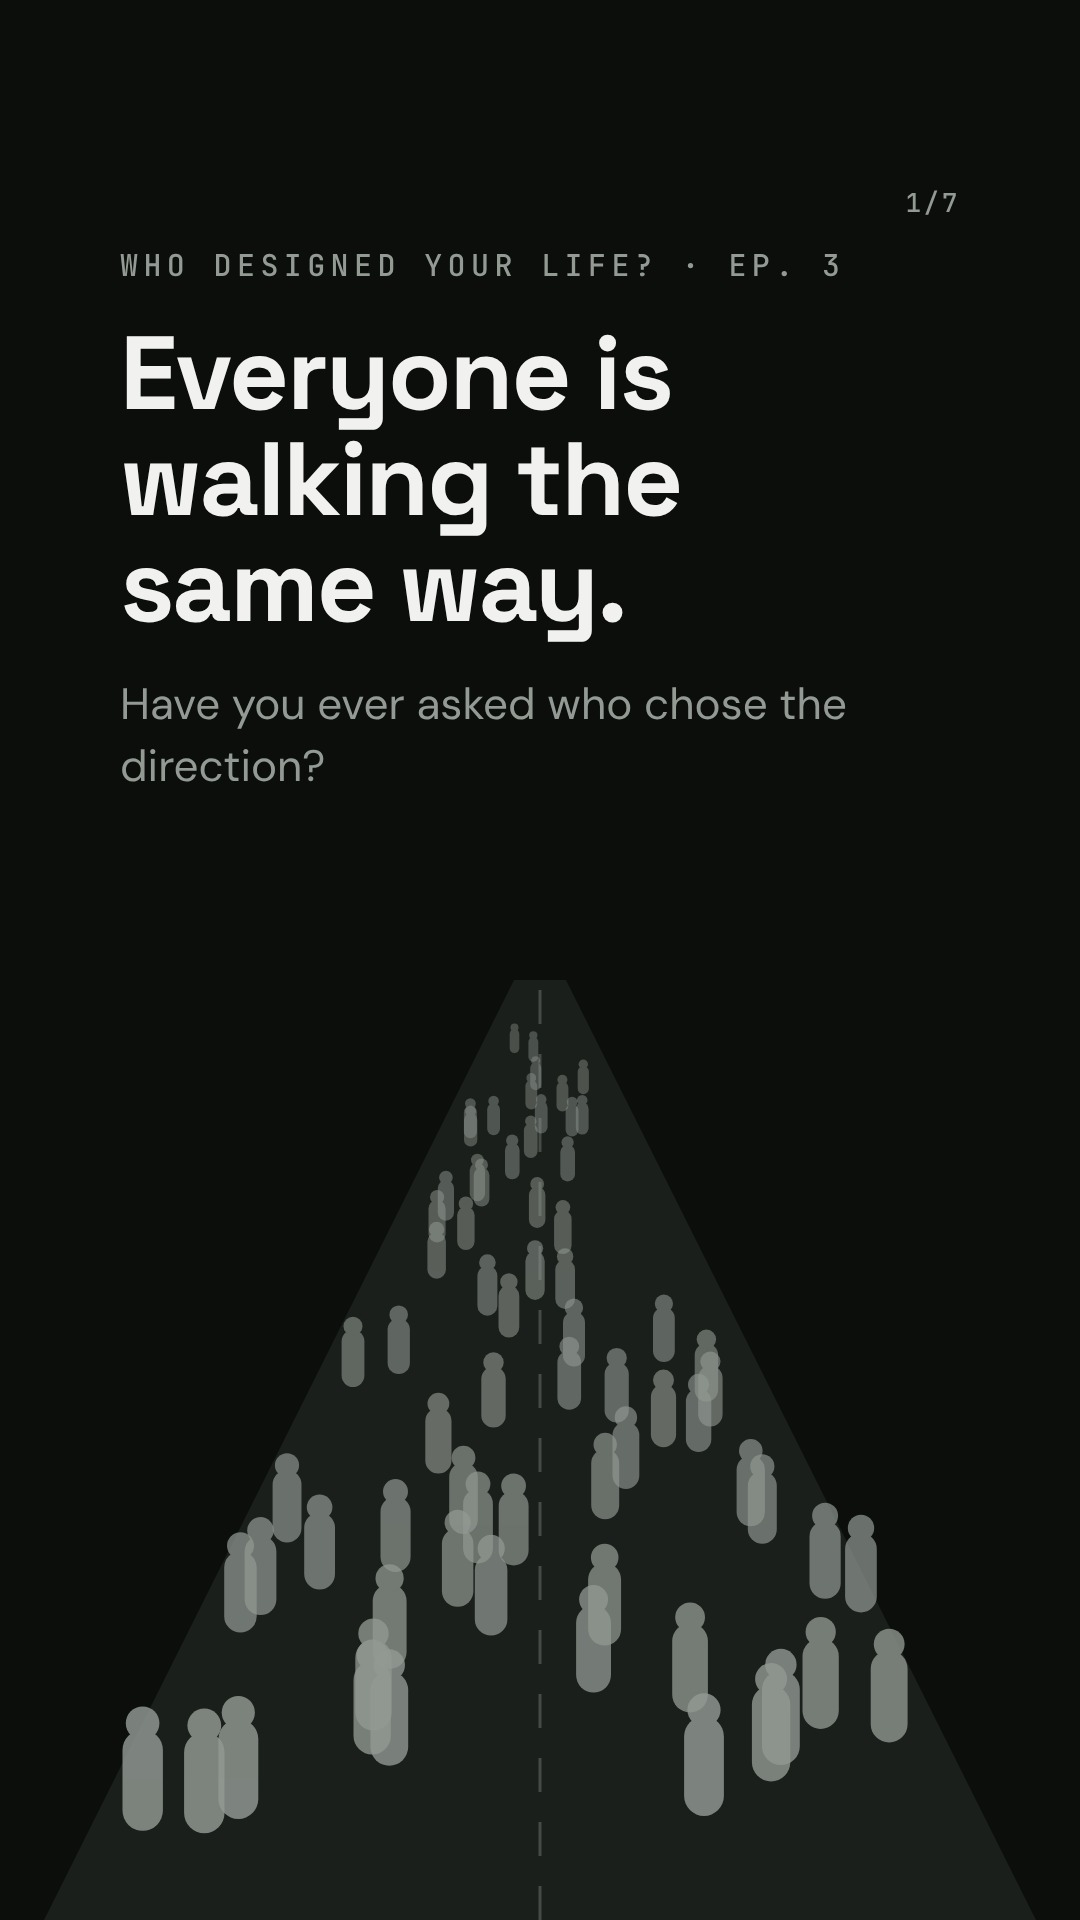 1/7
WHO DESIGNED YOUR LIFE? · EP. 3
Everyone is
walking the
same way.
Have you ever asked who chose the
direction?